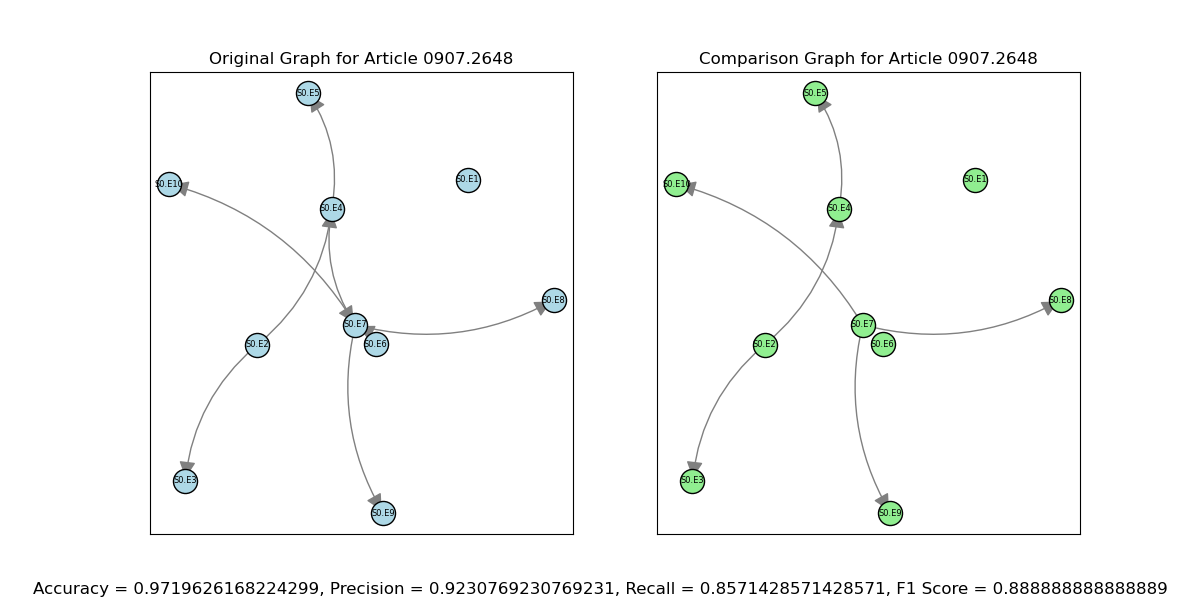 Original Graph for Article 0907.2648
S0.E5
S0.E10
S0.E1
S0.E4
S0.E8
S0.E7
S0.E6
S0.E2
S0.E3
S0.E9
Comparison Graph for Article 0907.2648
S0.E5
S0.E10
S0.E1
S0.E4
S0.E8
S0.E7
S0.E6
S0.E2
S0.E3
S0.E9
Accuracy = 0.9719626168224299, Precision = 0.9230769230769231, Recall = 0.8571428571428571, F1 Score = 0.888888888888889